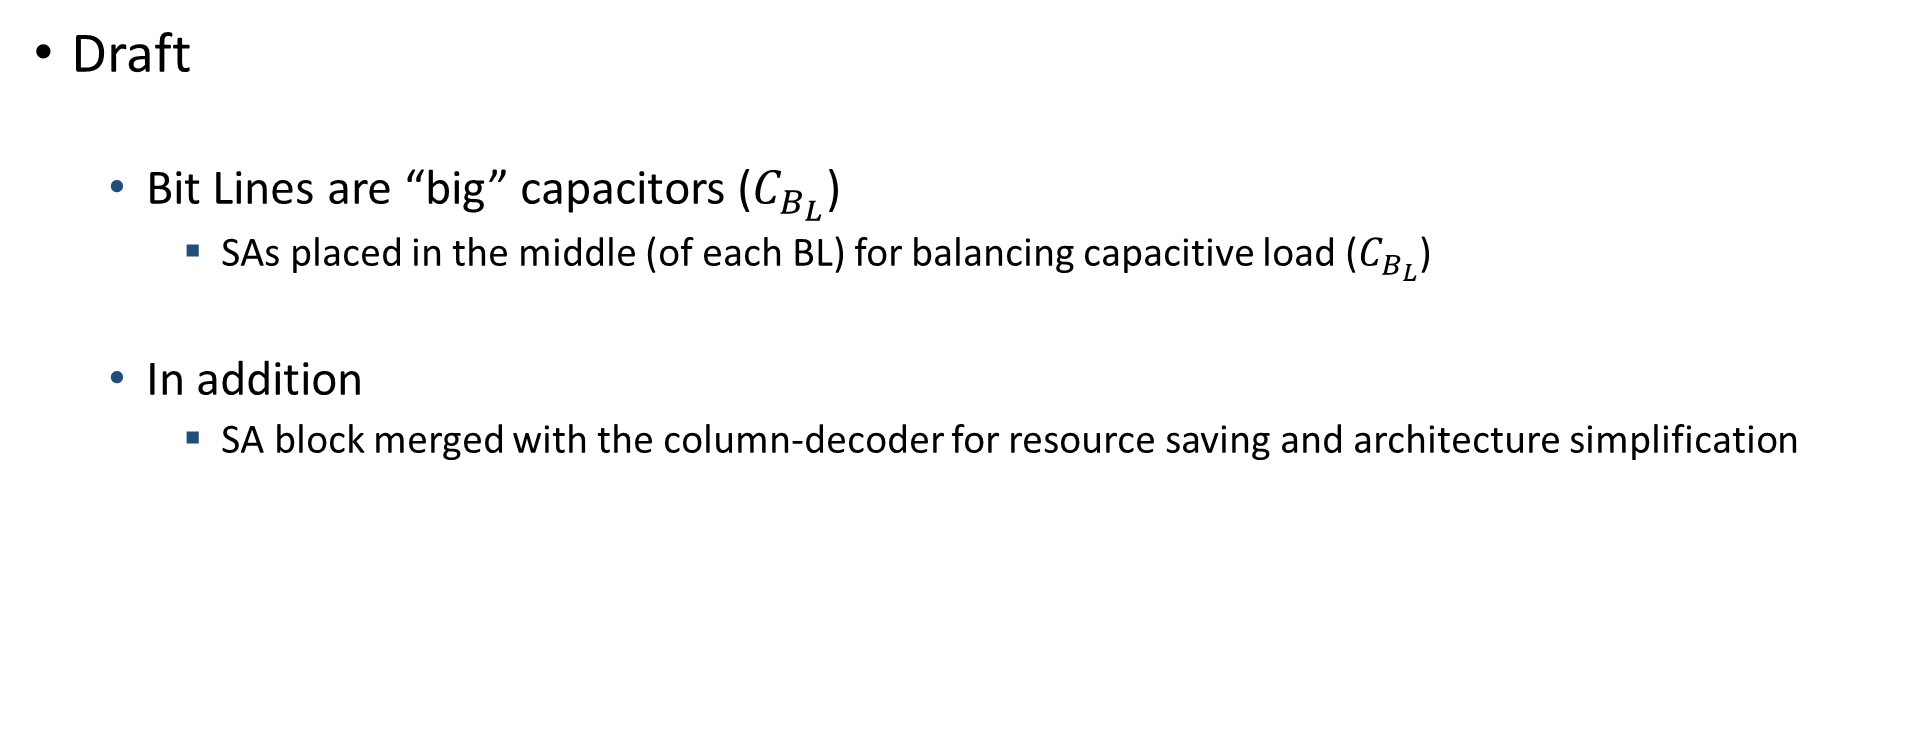 • Draft
• Bit Lines are “big” capacitors ($C_{B_L}$)
▪ SAs placed in the middle (of each BL) for balancing capacitive load ($C_{B_L}$)
• In addition
▪ SA block merged with the column-decoder for resource saving and architecture simplification